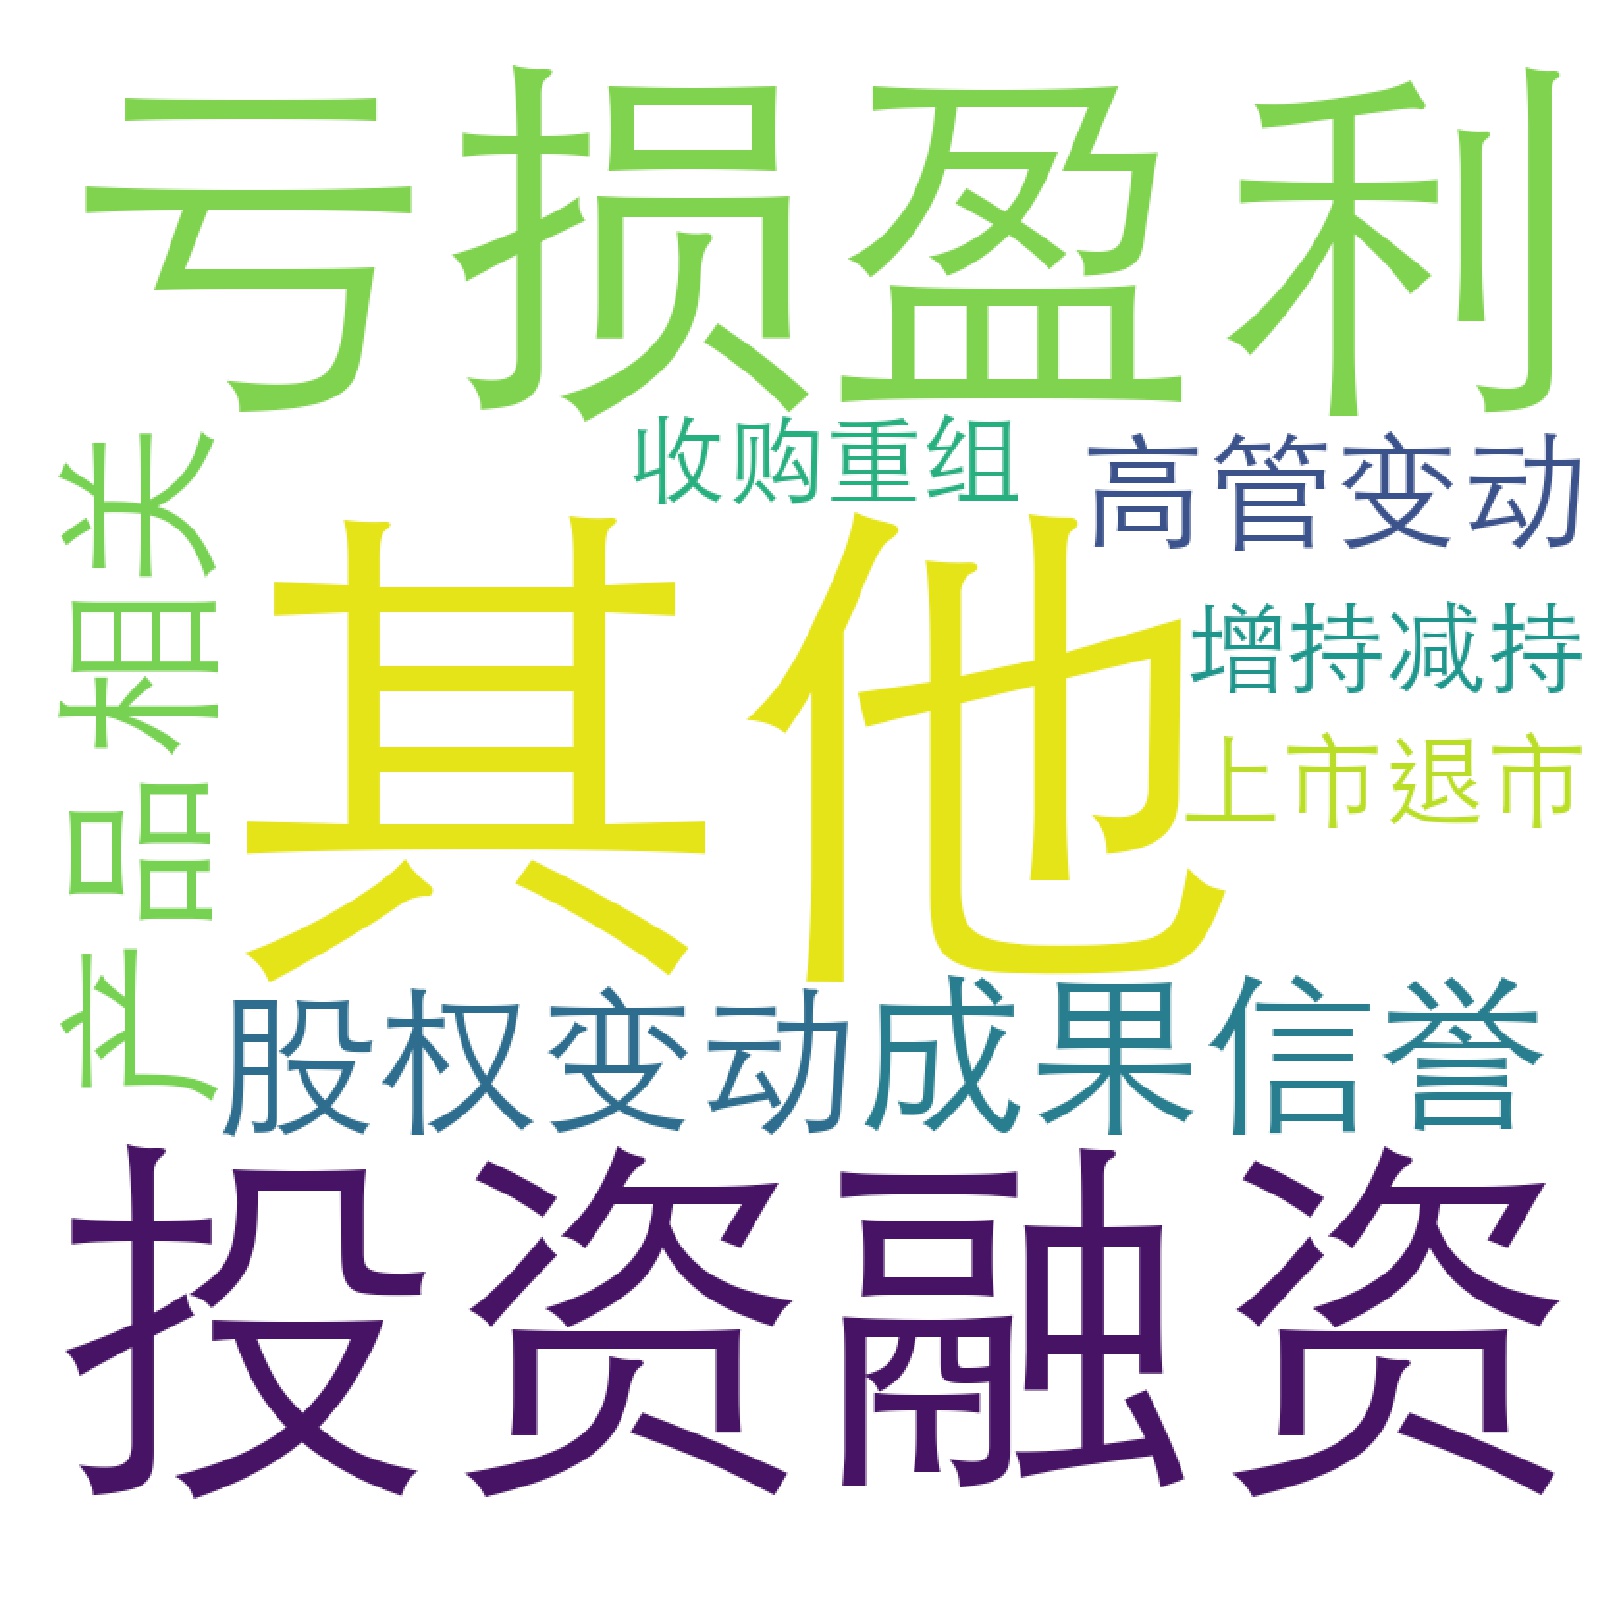 亏损盈利
收购重组
高管变动
产品相关
其他
增持减持
上市退市
股权变动
成果信誉
投资融资